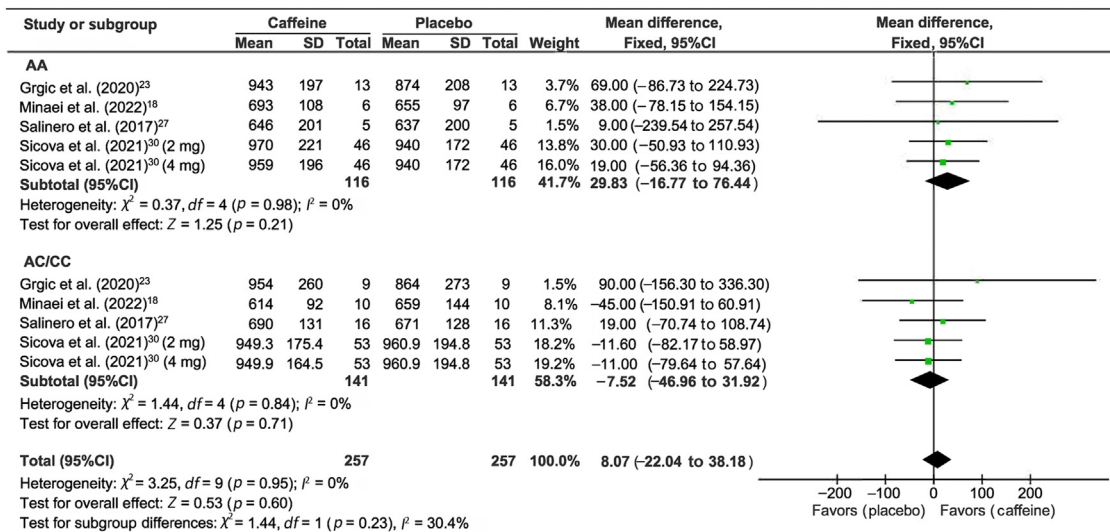 Study or subgroup Caffeine Placebo Mean difference, Mean difference,
Mean SD Total Mean SD Total Weight Fixed, 95%CI Fixed, 95%CI
AA
Grgic et al. (2020)²³ 943 197 13 874 208 13 3.7% 69.00 (−86.73 to 224.73)
Minaei et al. (2022)¹⁸ 693 108 6 655 97 6 6.7% 38.00 (−78.15 to 154.15)
Salinero et al. (2017)²⁷ 646 201 5 637 200 5 1.5% 9.00 (−239.54 to 257.54)
Sicova et al. (2021)³⁰ (2 mg) 970 221 46 940 172 46 13.8% 30.00 (−50.93 to 110.93)
Sicova et al. (2021)³⁰ (4 mg) 959 196 46 940 172 46 16.0% 19.00 (−56.36 to 94.36)
Subtotal (95%CI) 116 116 41.7% 29.83 (−16.77 to 76.44)
Heterogeneity: χ² = 0.37, df = 4 (p = 0.98); I² = 0%
Test for overall effect: Z = 1.25 (p = 0.21)
AC/CC
Grgic et al. (2020)²³ 954 260 9 864 273 9 1.5% 90.00 (−156.30 to 336.30)
Minaei et al. (2022)¹⁸ 614 92 10 659 144 10 8.1% −45.00 (−150.91 to 60.91)
Salinero et al. (2017)²⁷ 690 131 16 671 128 16 11.3% 19.00 (−70.74 to 108.74)
Sicova et al. (2021)³⁰ (2 mg) 949.3 175.4 53 960.9 194.8 53 18.2% −11.60 (−82.17 to 58.97)
Sicova et al. (2021)³⁰ (4 mg) 949.9 164.5 53 960.9 194.8 53 19.2% −11.00 (−79.64 to 57.64)
Subtotal (95%CI) 141 141 58.3% −7.52 (−46.96 to 31.92)
Heterogeneity: χ² = 1.44, df = 4 (p = 0.84); I² = 0%
Test for overall effect: Z = 0.37 (p = 0.71)
Total (95%CI) 257 257 100.0% 8.07 (−22.04 to 38.18)
Heterogeneity: χ² = 3.25, df = 9 (p = 0.95); I² = 0%
Test for overall effect: Z = 0.53 (p = 0.60)
Test for subgroup differences: χ² = 1.44, df = 1 (p = 0.23), I² = 30.4%
−200 −100 0 100 200
Favors (placebo) Favors (caffeine)